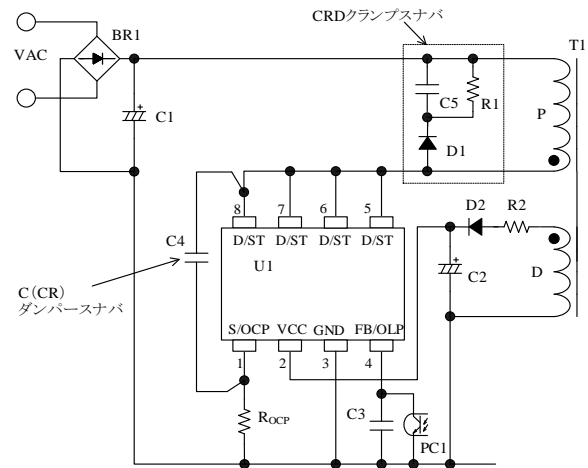 CRDクランプスナバ
VAC
BR1
T1
C1
C5
R1
P
D1
8
7
6
5
D/ST
D/ST
D/ST
D/ST
C4
U1
D2
R2
C2
D
C(CR)
ダンパースナバ
S/OCP
VCC
GND
FB/OLP
1
2
3
4
ROCP
C3
PC1